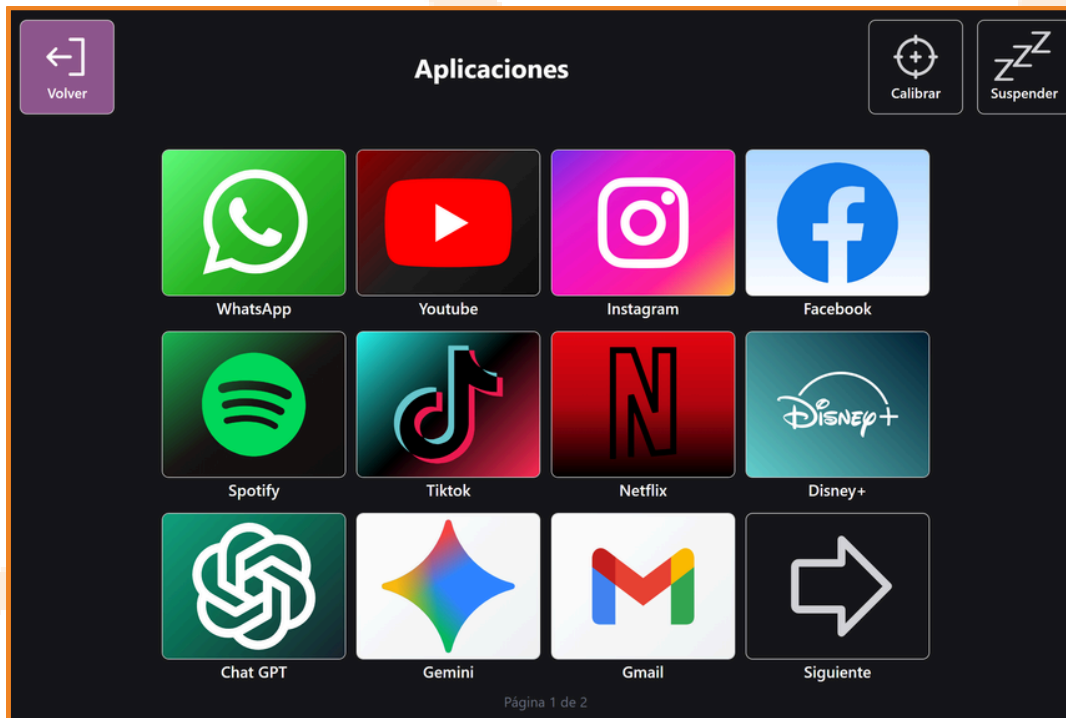 Volver
Aplicaciones
Calibrar
Suspender
WhatsApp
Youtube
Instagram
Facebook
Disney+
Spotify
Tiktok
Netflix
Disney+
Chat GPT
Gemini
Gmail
Siguiente
Página 1 de 2